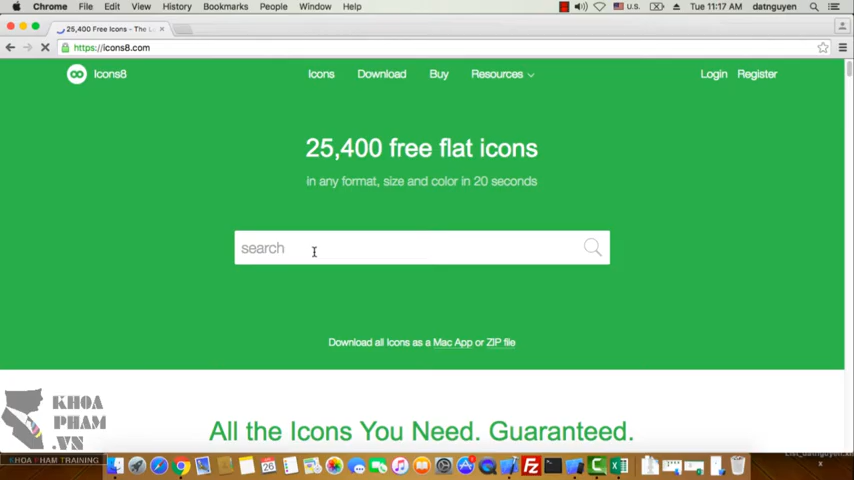 Chrome File Edit View History Bookmarks People Window Help U.S. Tue 11:17 AM datnguyen
25,400 Free Icons - The L
https://icons8.com
Icons8 Icons Download Buy Resources Login Register
25,400 free flat icons
in any format, size and color in 20 seconds
search
Download all Icons as a Mac App or ZIP file
All the Icons You Need. Guaranteed.
KHOA
PHAM
.VN
KHOA PHAM TRAINING
26